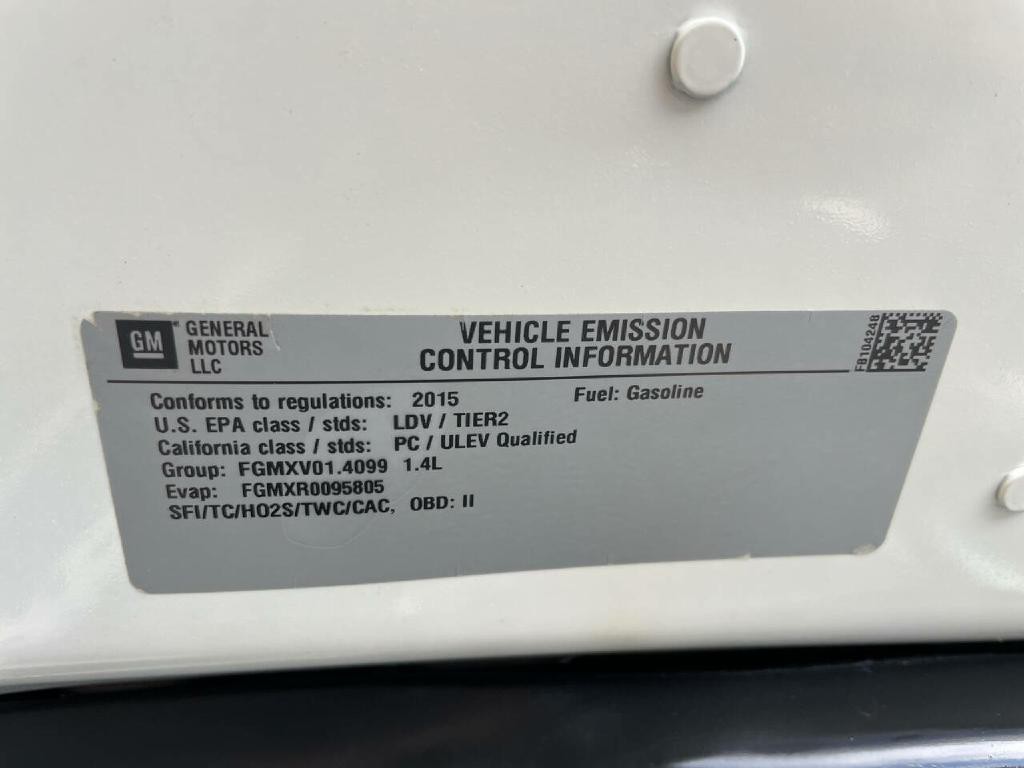 GM
GENERAL
MOTORS
LLC
VEHICLE EMISSION
CONTROL INFORMATION
FB104248
Conforms to regulations: 2015 Fuel: Gasoline
U.S. EPA class / stds: LDV / TIER2
California class / stds: PC / ULEV Qualified
Group: FGMXV01.4099 1.4L
Evap: FGMXR0095805
SFI/TC/HO2S/TWC/CAC, OBD: II